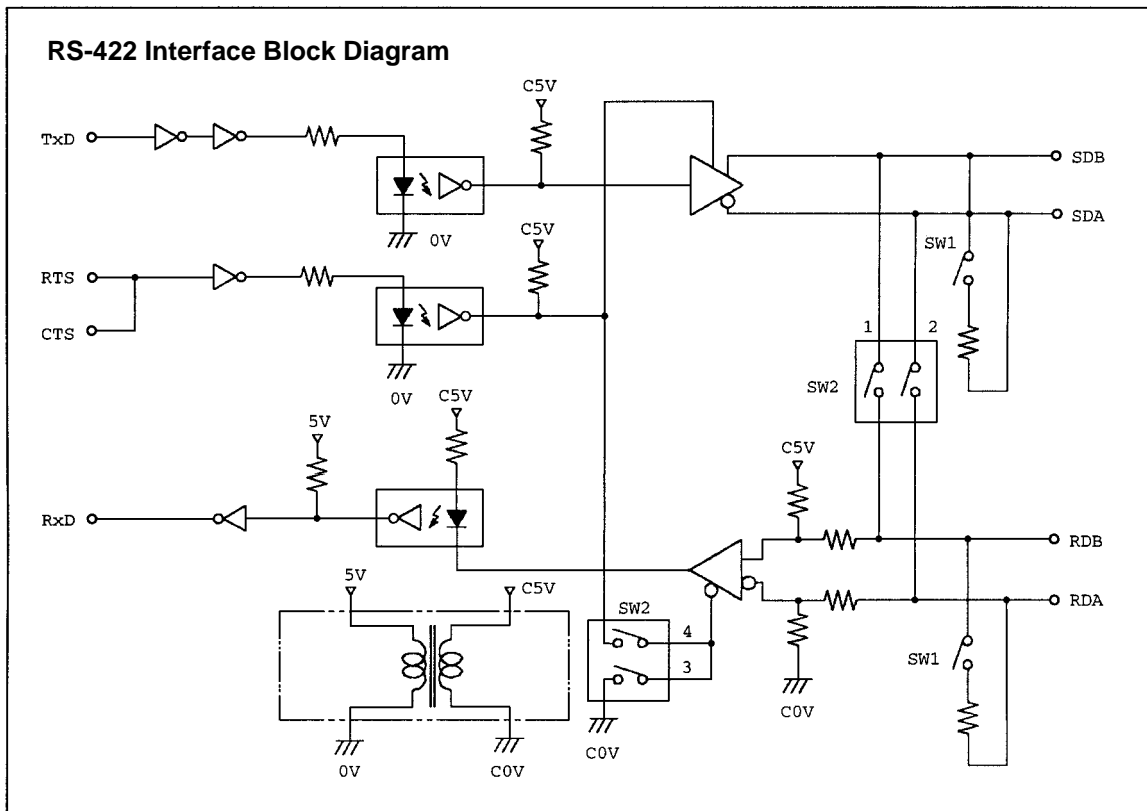 RS-422 Interface Block Diagram
C5V
TxD
SDB
SDA
0V
C5V
SW1
RTS
CTS
1 2
SW2
0V
C5V
5V
C5V
RxD
RDB
5V
C5V
RDA
SW2
4
SW1
3
C0V
C0V
0V
C0V